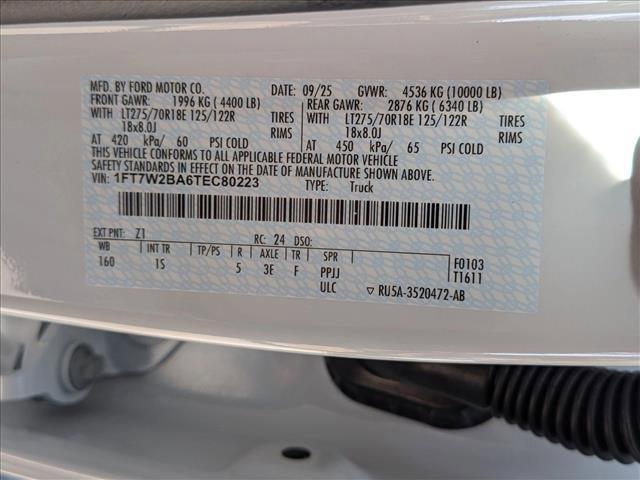 MFD. BY FORD MOTOR CO. DATE: 09/25 GVWR: 4536 KG (10000 LB)
FRONT GAWR: 1996 KG (4400 LB) REAR GAWR: 2876 KG (6340 LB)
LT275/70R18E 125/122R TIRES LT275/70R18E 125/122R TIRES
18x8.0J RIMS 18x8.0J RIMS
AT 420 kPa/ 60 PSI COLD AT 450 kPa/ 65 PSI COLD
THIS VEHICLE CONFORMS TO ALL APPLICABLE FEDERAL MOTOR VEHICLE
SAFETY STANDARDS IN EFFECT ON THE DATE OF MANUFACTURE SHOWN ABOVE.
VIN: 1FT7W2BA6TEC80223 TYPE: Truck
EXT PNT: Z1 RC: 24 DSO:
WB INT TR TP/PS R AXLE TR SPR F0103
160 1S 5 3E F PPJJ T1611
ULC ▽ RU5A-3520472-AB